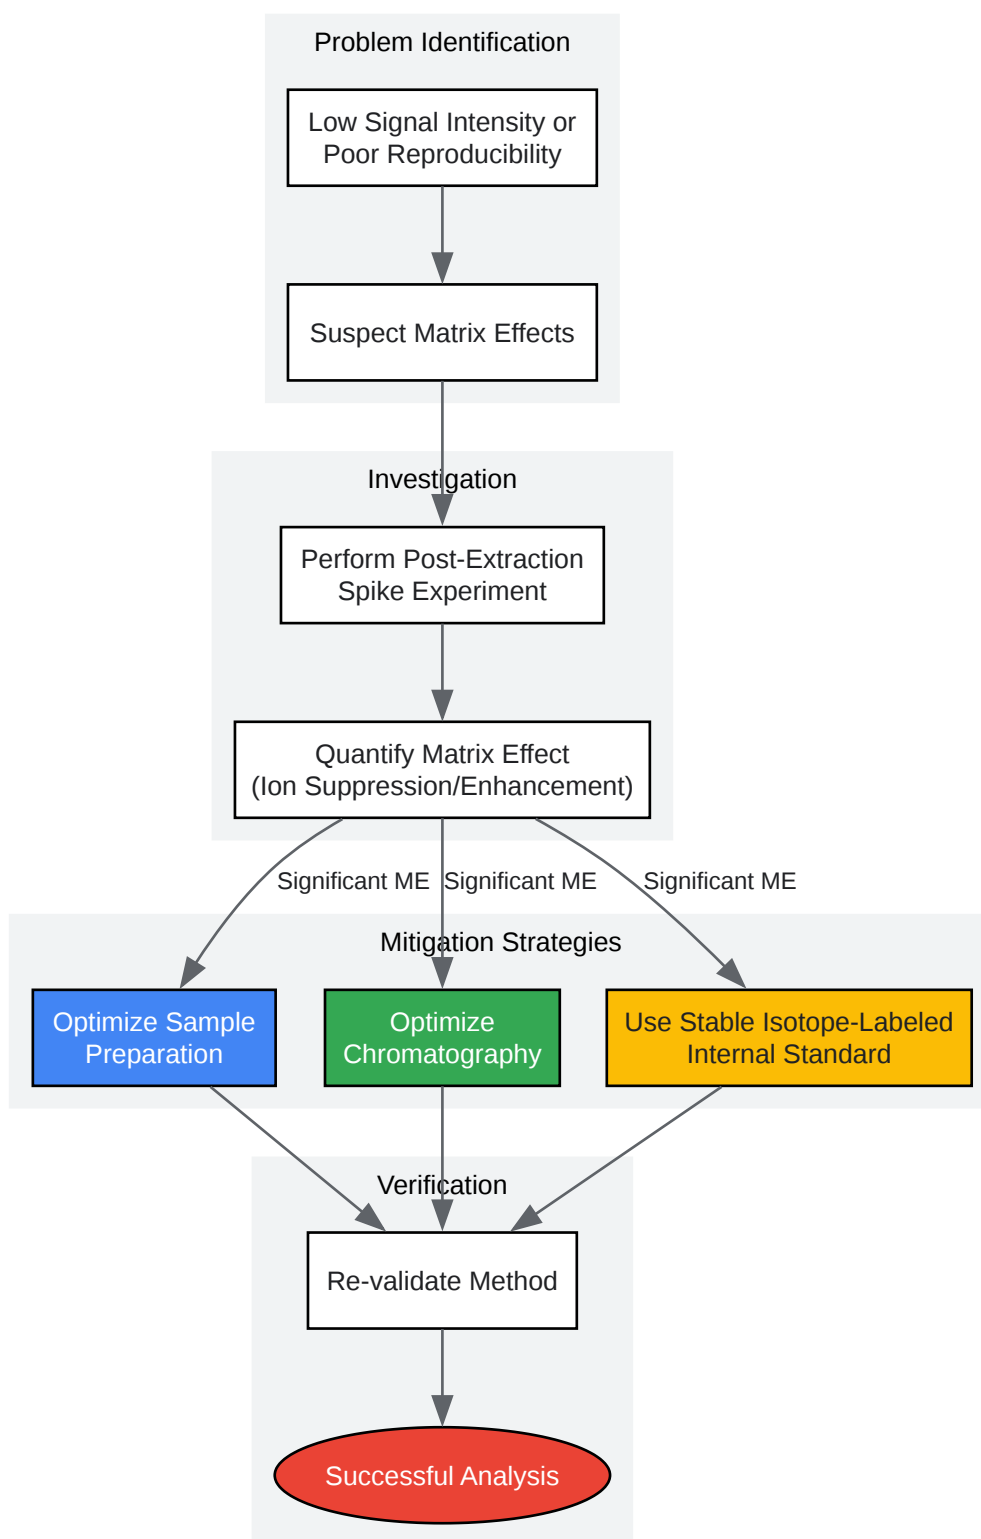 Problem Identification
Low Signal Intensity or
Poor Reproducibility
Suspect Matrix Effects
Investigation
Perform Post-Extraction
Spike Experiment
Quantify Matrix Effect
(Ion Suppression/Enhancement)
Significant ME
Significant ME
Significant ME
Mitigation Strategies
Optimize Sample
Preparation
Optimize
Chromatography
Use Stable Isotope-Labeled
Internal Standard
Verification
Re-validate Method
Successful Analysis